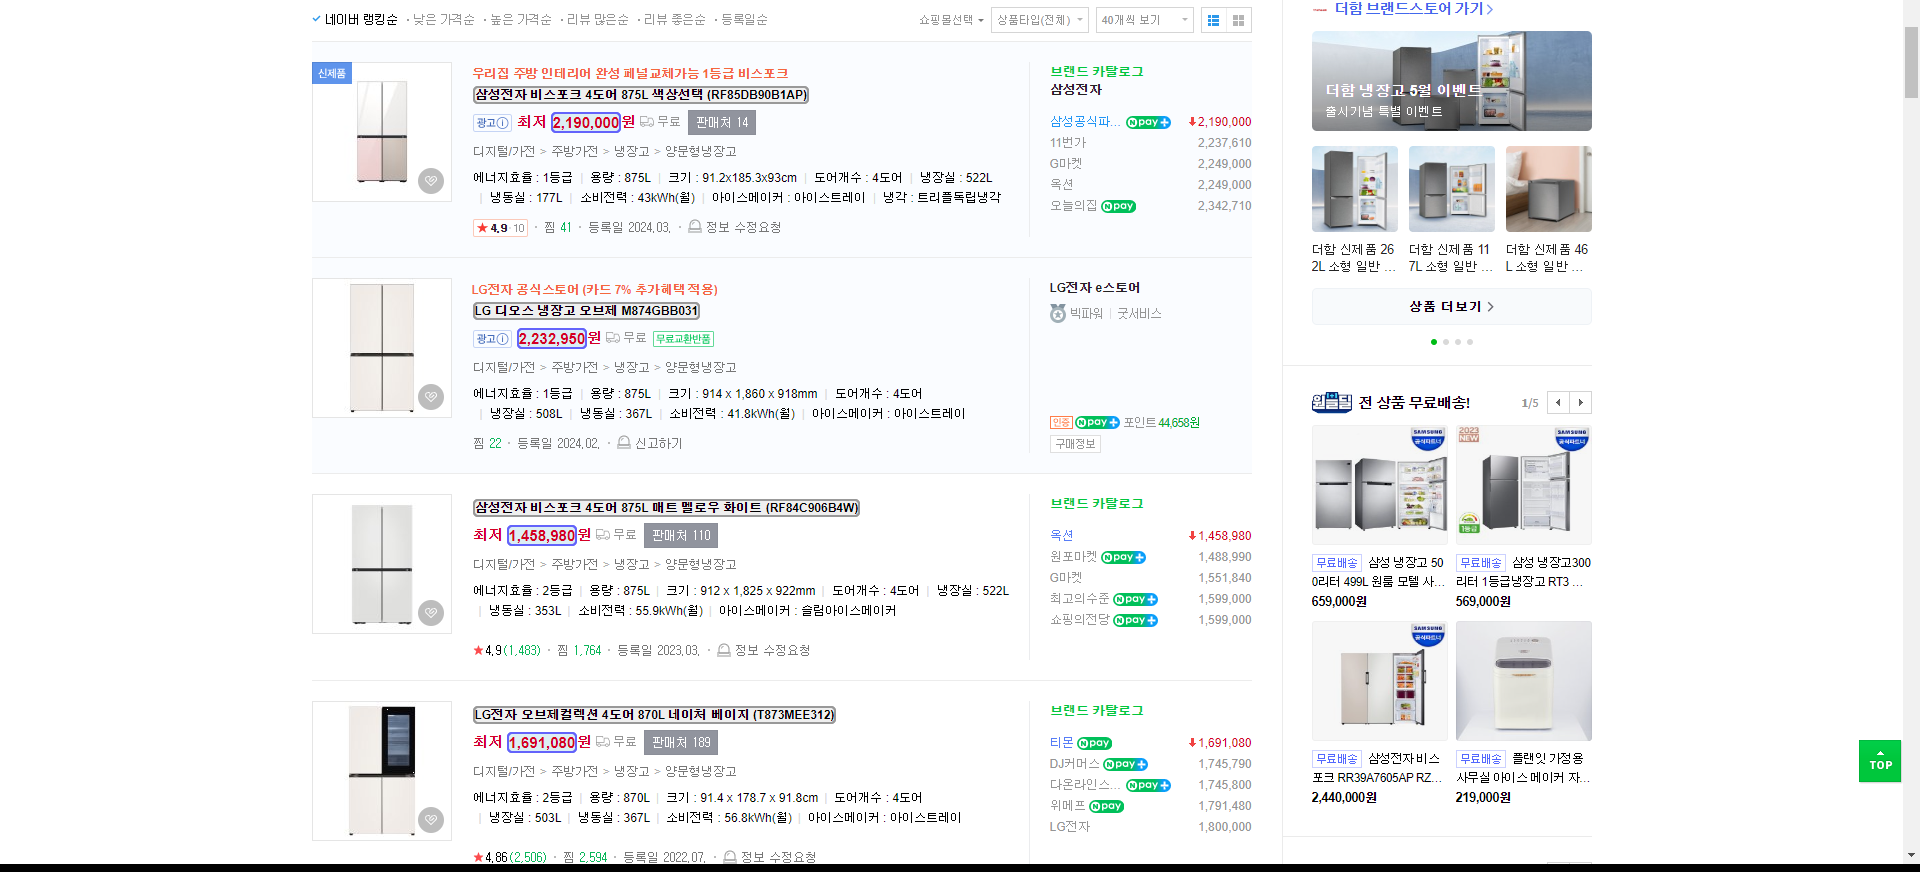 네이버 랭킹순 · 낮은 가격순 · 높은 가격순 · 리뷰 많은순 · 리뷰 좋은순 · 등록일순
쇼핑몰선택 상품타입(전체) 40개씩 보기
신제품
우리집 주방 인테리어 완성 패널교체가능 1등급 비스포크
삼성전자 비스포크 4도어 875L 색상선택 (RF85DB90B1AP)
광고 최저 2,190,000원 무료 판매처 14
디지털/가전 > 주방가전 > 냉장고 > 양문형냉장고
에너지효율 : 1등급 | 용량 : 875L | 크기 : 91.2x185.3x93cm | 도어개수 : 4도어 | 냉장실 : 522L
| 냉동실 : 177L | 소비전력 : 43kWh(월) | 아이스메이커 : 아이스트레이 | 냉각 : 트리플독립냉각
★ 4.9 · 10 · 찜 41 · 등록일 2024.03. · 정보 수정요청
브랜드 카탈로그
삼성전자
삼성공식파... N pay+ 2,190,000
11번가 2,237,610
G마켓 2,249,000
옥션 2,249,000
오늘의집 N pay 2,342,710
LG전자 공식스토어 (카드 7% 추가혜택 적용)
LG 디오스 냉장고 오브제 M874GBB031
광고 2,232,950원 무료 무료교환반품
디지털/가전 > 주방가전 > 냉장고 > 양문형냉장고
에너지효율 : 1등급 | 용량 : 875L | 크기 : 914 x 1,860 x 918mm | 도어개수 : 4도어
| 냉장실 : 508L | 냉동실 : 367L | 소비전력 : 41.8kWh(월) | 아이스메이커 : 아이스트레이
찜 22 · 등록일 2024.02. · 신고하기
LG전자 e스토어
빅파워 | 굿서비스
인증 N pay+ 포인트 44,658원
구매정보
삼성전자 비스포크 4도어 875L 매트 멜로우 화이트 (RF84C906B4W)
최저 1,458,980원 무료 판매처 110
디지털/가전 > 주방가전 > 냉장고 > 양문형냉장고
에너지효율 : 2등급 | 용량 : 875L | 크기 : 912 x 1,825 x 922mm | 도어개수 : 4도어 | 냉장실 : 522L
| 냉동실 : 353L | 소비전력 : 55.9kWh(월) | 아이스메이커 : 슬림아이스메이커
★ 4.9(1,483) · 찜 1,764 · 등록일 2023.03. · 정보 수정요청
브랜드 카탈로그
옥션 1,458,980
원포마켓 N pay+ 1,488,990
G마켓 1,551,840
최고의수준 N pay+ 1,599,000
쇼핑의전당 N pay+ 1,599,000
LG전자 오브제컬렉션 4도어 870L 네이처 베이지 (T873MEE312)
최저 1,691,080원 무료 판매처 189
디지털/가전 > 주방가전 > 냉장고 > 양문형냉장고
에너지효율 : 2등급 | 용량 : 870L | 크기 : 91.4 x 178.7 x 91.8cm | 도어개수 : 4도어
| 냉장실 : 503L | 냉동실 : 367L | 소비전력 : 56.8kWh(월) | 아이스메이커 : 아이스트레이
★ 4.86(2,506) · 찜 2,594 · 등록일 2022.07. · 정보 수정요청
브랜드 카탈로그
티몬 N pay 1,691,080
DJ커머스 N pay+ 1,745,790
다온라인스... N pay+ 1,745,800
위메프 N pay 1,791,480
LG전자 1,800,000
더함 브랜드스토어 가기 >
더함 냉장고 5월 이벤트
출시기념 특별 이벤트
더함 신제품 26
2L 소형 일반 ...
더함 신제품 11
7L 소형 일반 ...
더함 신제품 46
L 소형 일반 ...
상품 더보기 >
전 상품 무료배송! 1/5
SAMSUNG
공식파트너
2023
NEW
SAMSUNG
공식파트너
1등급
무료배송 삼성 냉장고 50
0리터 499L 원룸 모텔 사...
659,000원
무료배송 삼성 냉장고300
리터 1등급냉장고 RT3 ...
569,000원
SAMSUNG
공식파트너
무료배송 삼성전자 비스
포크 RR39A7605AP RZ...
2,440,000원
무료배송 플랜잇 가정용
사무실 아이스 메이커 자...
219,000원
TOP